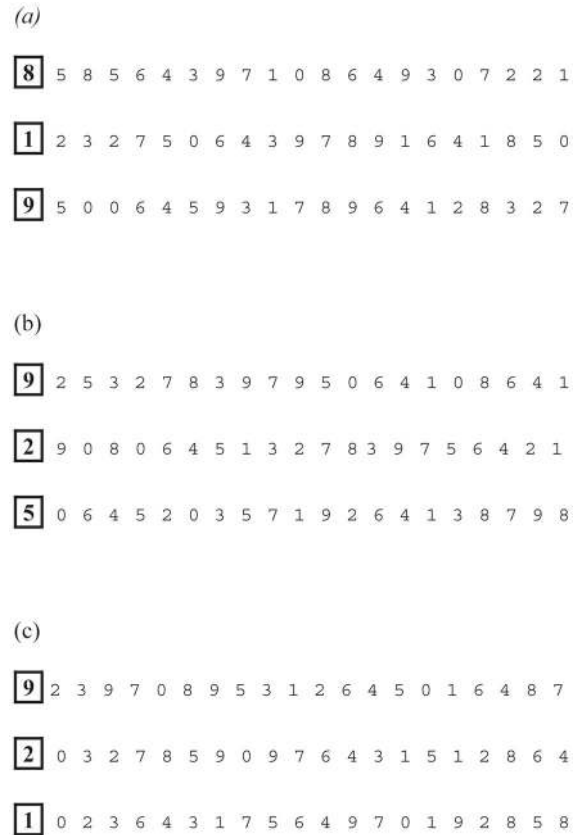 (a)
8 5 8 5 6 4 3 9 7 1 0 8 6 4 9 3 0 7 2 2 1
1 2 3 2 7 5 0 6 4 3 9 7 8 9 1 6 4 1 8 5 0
9 5 0 0 6 4 5 9 3 1 7 8 9 6 4 1 2 8 3 2 7
(b)
9 2 5 3 2 7 8 3 9 7 9 5 0 6 4 1 0 8 6 4 1
2 9 0 8 0 6 4 5 1 3 2 7 8 3 9 7 5 6 4 2 1
5 0 6 4 5 2 0 3 5 7 1 9 2 6 4 1 3 8 7 9 8
(c)
9 2 3 9 7 0 8 9 5 3 1 2 6 4 5 0 1 6 4 8 7
2 0 3 2 7 8 5 9 0 9 7 6 4 3 1 5 1 2 8 6 4
1 0 2 3 6 4 3 1 7 5 6 4 9 7 0 1 9 2 8 5 8